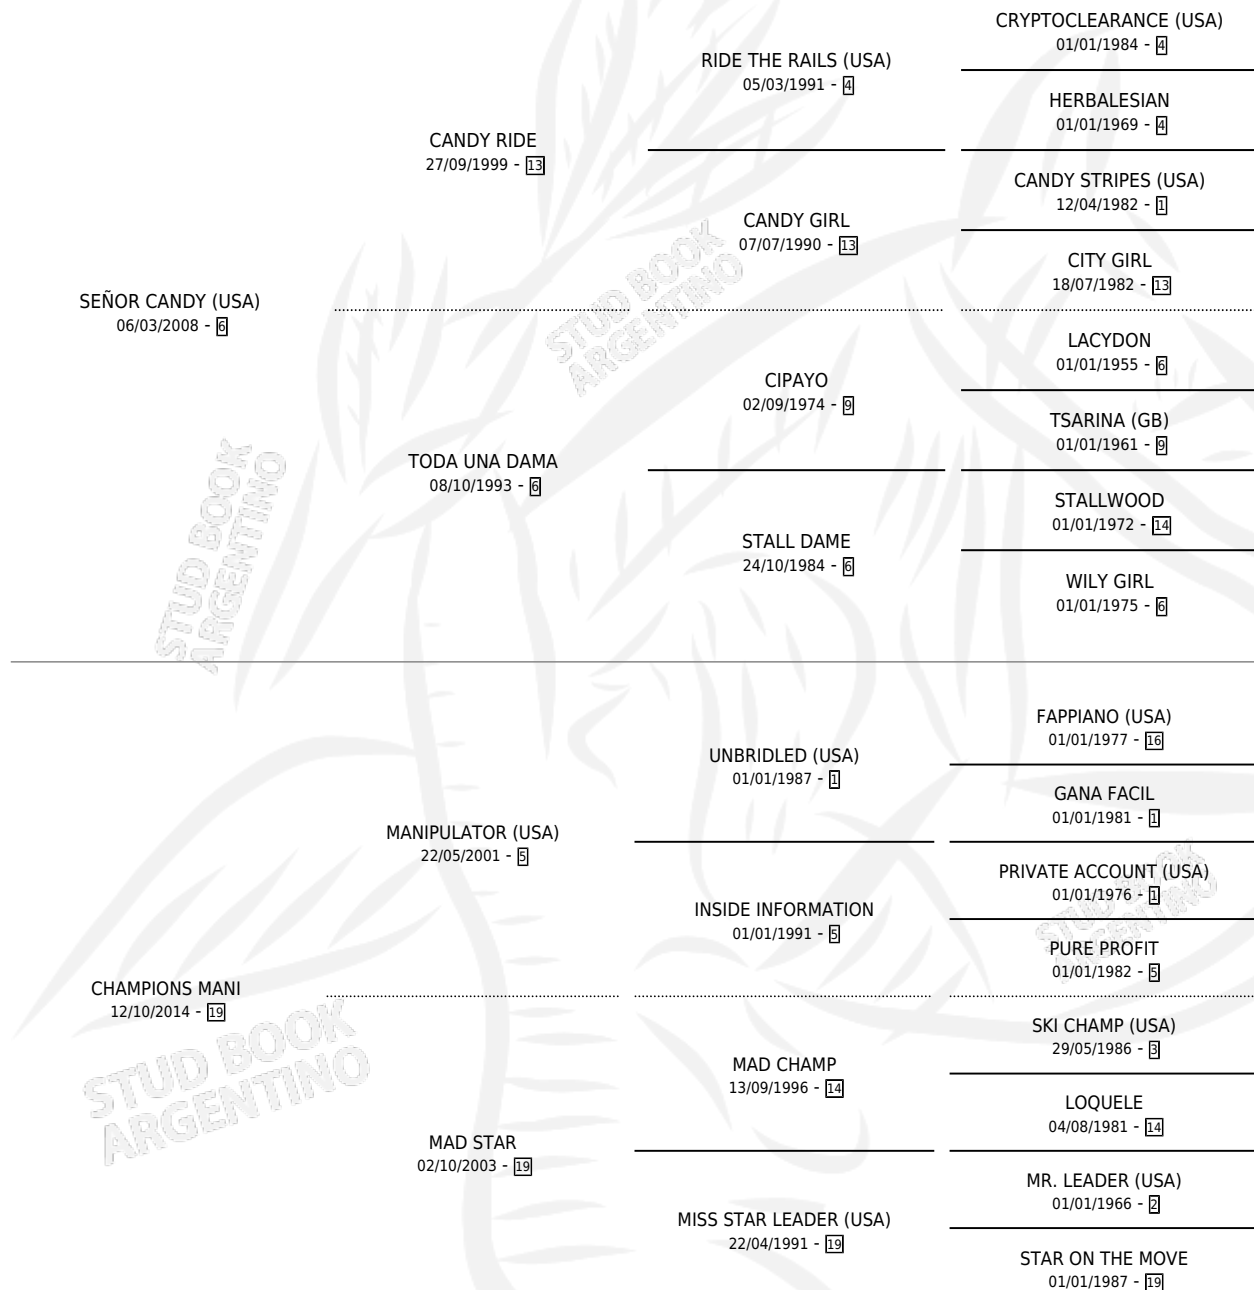 CRYPTOCLEARANCE (USA)
01/01/1984 - 4
RIDE THE RAILS (USA)
05/03/1991 - 4
HERBALESIAN
01/01/1969 - 4
CANDY RIDE
27/09/1999 - 13
CANDY STRIPES (USA)
12/04/1982 - 1
CANDY GIRL
07/07/1990 - 13
CITY GIRL
18/07/1982 - 13
SEÑOR CANDY (USA)
06/03/2008 - 6
LACYDON
01/01/1955 - 6
CIPAYO
02/09/1974 - 9
TSARINA (GB)
01/01/1961 - 9
TODA UNA DAMA
08/10/1993 - 6
STALLWOOD
01/01/1972 - 14
STALL DAME
24/10/1984 - 6
WILY GIRL
01/01/1975 - 6
FAPPIANO (USA)
01/01/1977 - 16
UNBRIDLED (USA)
01/01/1987 - 1
GANA FACIL
01/01/1981 - 1
MANIPULATOR (USA)
22/05/2001 - 5
PRIVATE ACCOUNT (USA)
01/01/1976 - 1
INSIDE INFORMATION
01/01/1991 - 5
PURE PROFIT
01/01/1982 - 5
CHAMPIONS MANI
12/10/2014 - 19
SKI CHAMP (USA)
29/05/1986 - 3
MAD CHAMP
13/09/1996 - 14
LOQUELE
04/08/1981 - 14
MAD STAR
02/10/2003 - 19
MR. LEADER (USA)
01/01/1966 - 2
MISS STAR LEADER (USA)
22/04/1991 - 19
STAR ON THE MOVE
01/01/1987 - 19
STUD BOOK
ARGENTINO
STUD BOOK
ARGENTINO
STUD BOOK
ARGENTINO
STUD BOOK
ARGENTINO